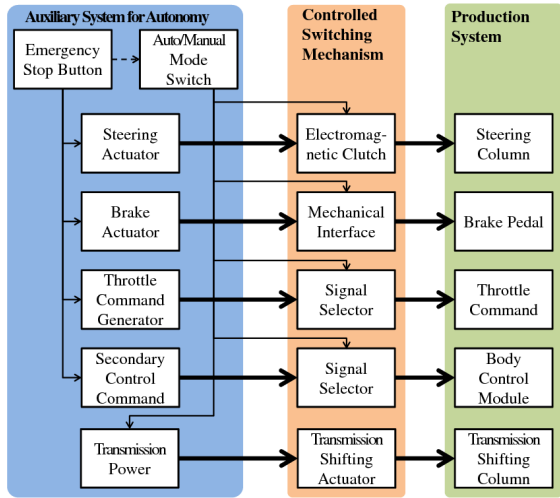 Auxiliary System for Autonomy
Controlled
Switching
Mechanism
Production
System
Emergency
Stop Button
Auto/Manual
Mode
Switch
Steering
Actuator
Electromag-
netic Clutch
Steering
Column
Brake
Actuator
Mechanical
Interface
Brake Pedal
Throttle
Command
Generator
Signal
Selector
Throttle
Command
Secondary
Control
Command
Signal
Selector
Body
Control
Module
Transmission
Power
Transmission
Shifting
Actuator
Transmission
Shifting
Column